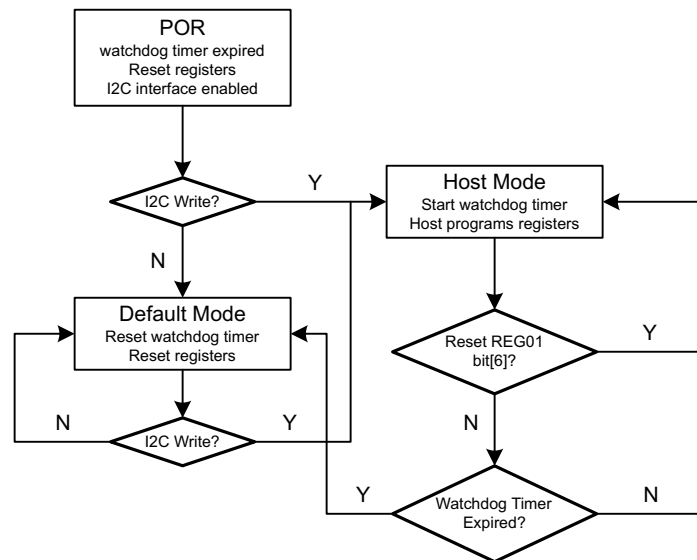 POR
watchdog timer expired
Reset registers
I2C interface enabled
I2C Write?
Y
N
Host Mode
Start watchdog timer
Host programs registers
Default Mode
Reset watchdog timer
Reset registers
Reset REG01
bit[6]?
Y
N
I2C Write?
N
Y
Watchdog Timer
Expired?
Y
N